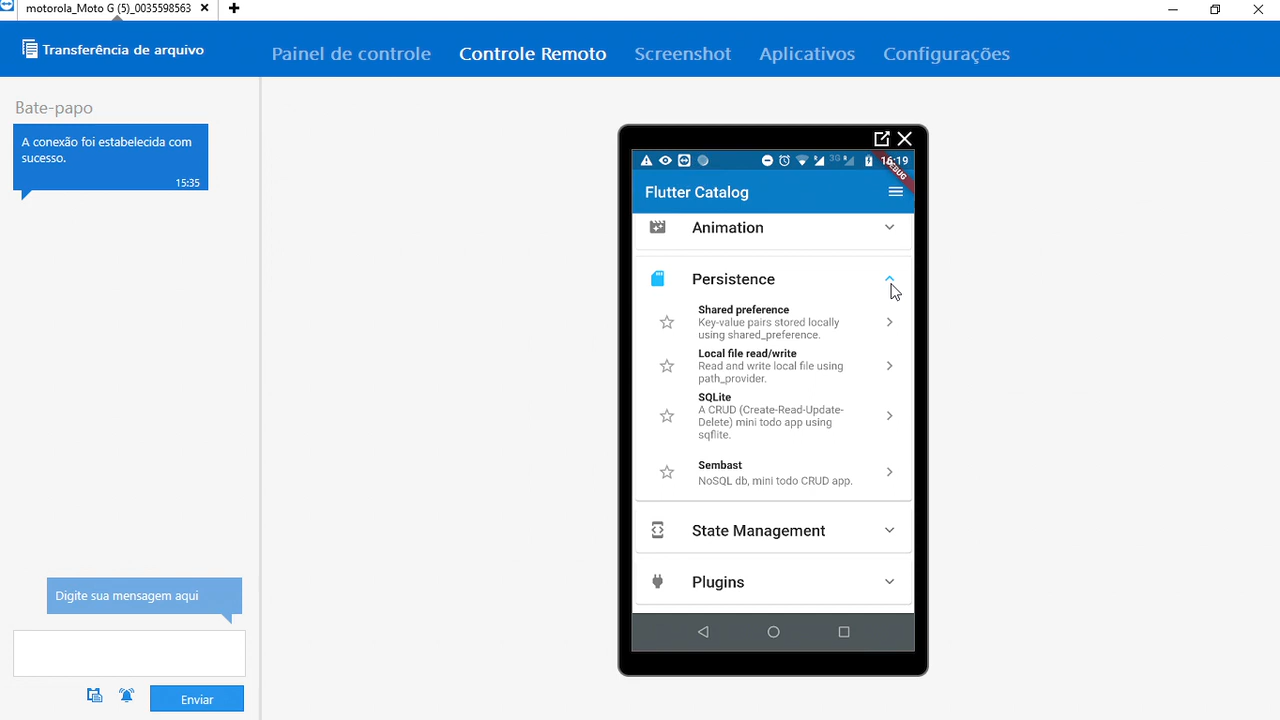 motorola_Moto G (5)_0035598563
Transferência de arquivo
Painel de controle
Controle Remoto
Screenshot
Aplicativos
Configurações
Bate-papo
A conexão foi estabelecida com
sucesso.
15:35
3G
16:19
DEBUG
Flutter Catalog
Animation
Persistence
Shared preference
Key-value pairs stored locally
using shared_preference.
Local file read/write
Read and write local file using
path_provider.
SQLite
A CRUD (Create-Read-Update-
Delete) mini todo app using
sqflite.
Sembast
NoSQL db, mini todo CRUD app.
State Management
Plugins
Digite sua mensagem aqui
Enviar